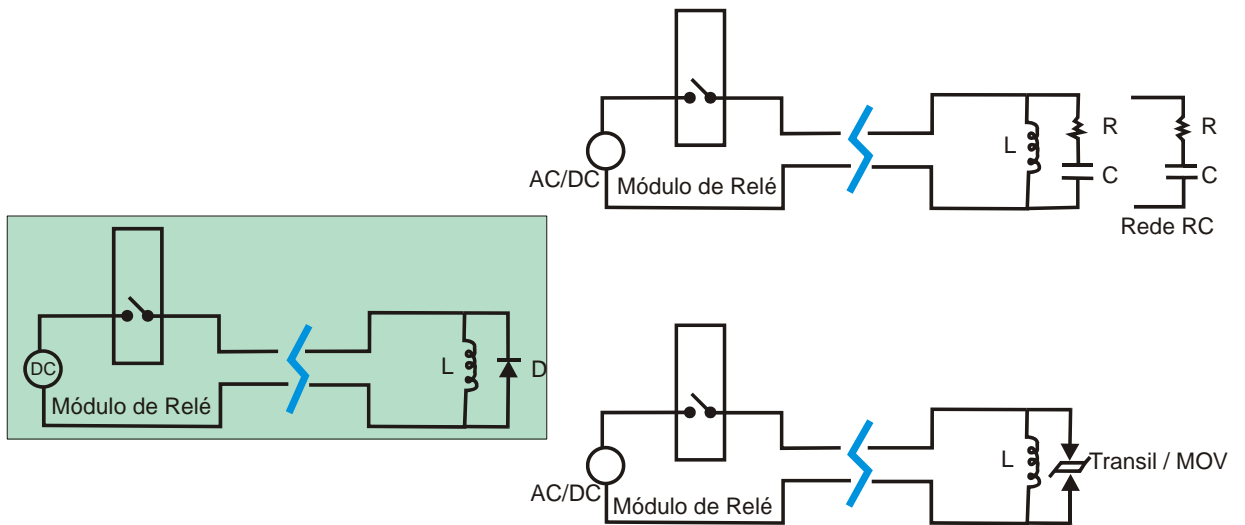 L
R
C
R
C
AC/DC
Módulo de Relé
Rede RC
DC
L
D
Módulo de Relé
L
Transil / MOV
AC/DC
Módulo de Relé